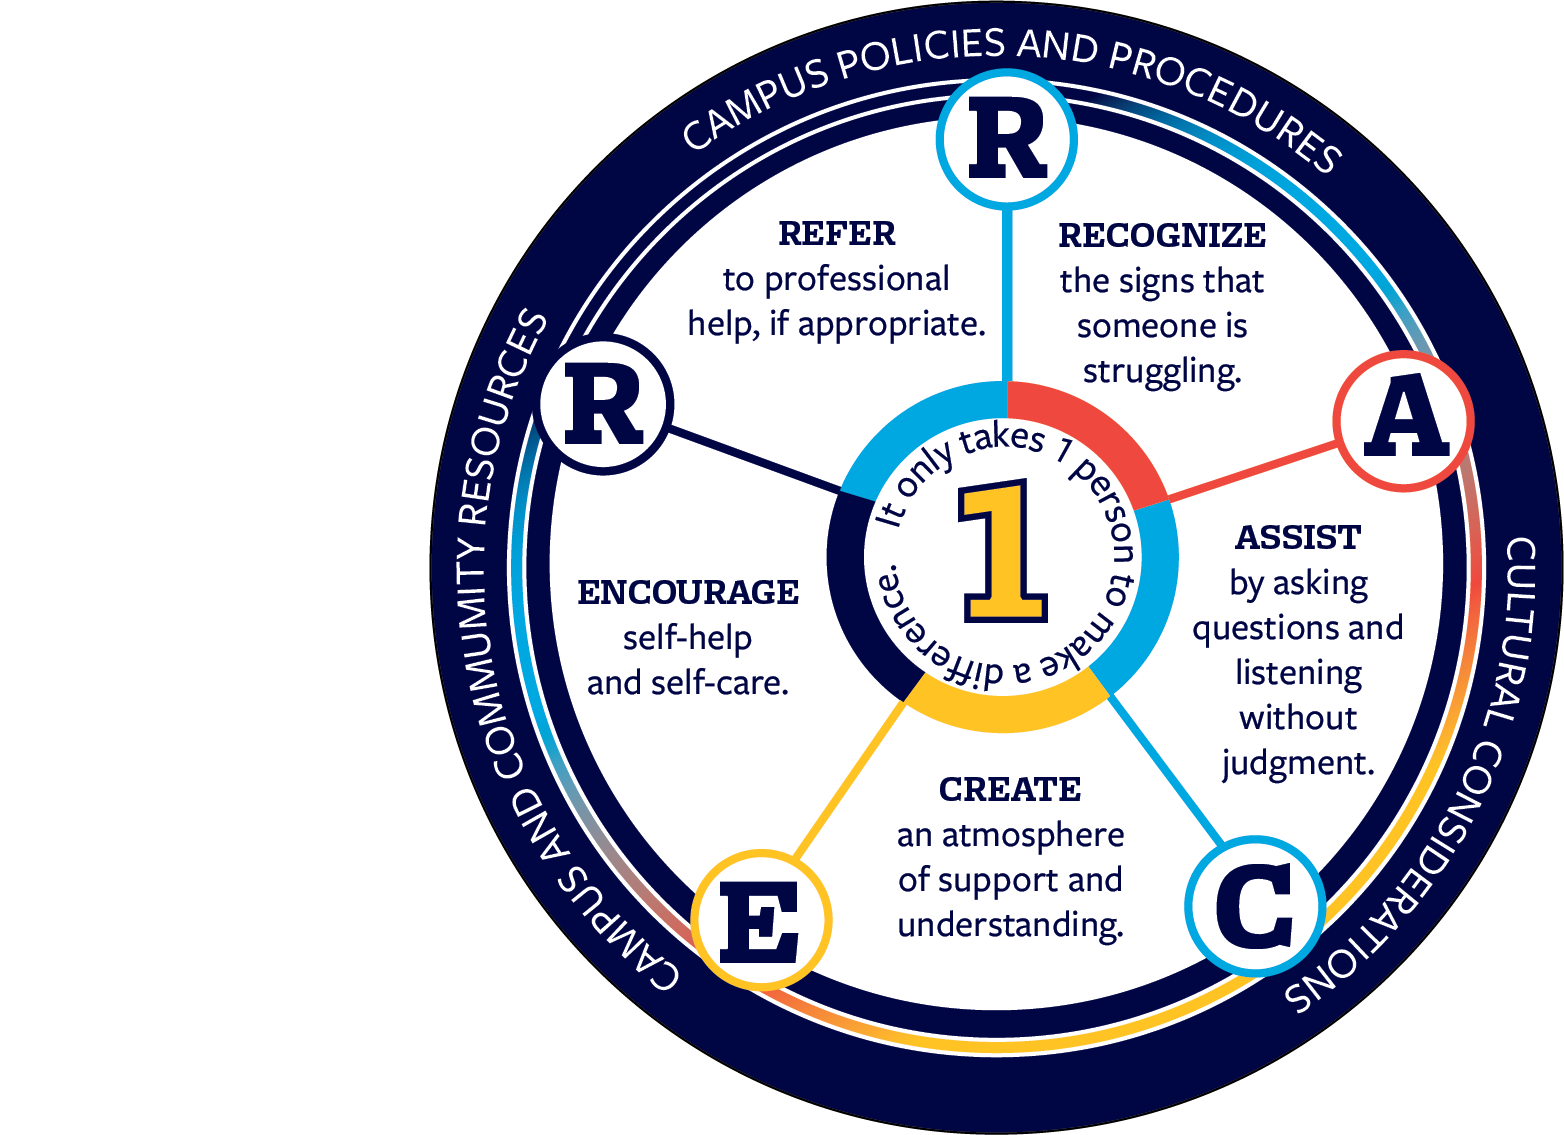 CAMPUS POLICIES AND PROCEDURES
CULTURAL CONSIDERATIONS
CAMPUS AND COMMUMITY RESOURCES
R
RECOGNIZE
the signs that
someone is
struggling.
A
ASSIST
by asking
questions and
listening
without
judgment.
C
CREATE
an atmosphere
of support and
understanding.
E
ENCOURAGE
self-help
and self-care.
R
REFER
to professional
help, if appropriate.
It only takes 1 person to make a difference.
1